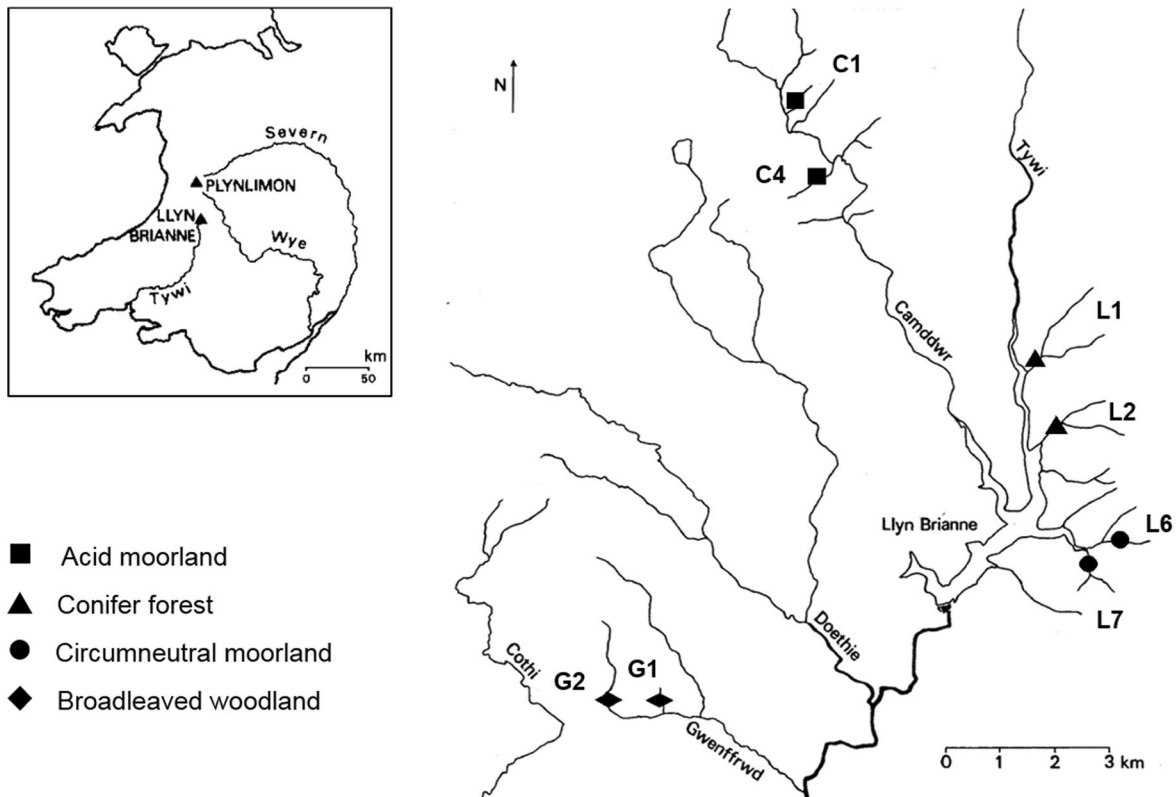 Severn
PLYNLIMON
LLYN
BRIANNE
Wye
Tywi
km
0 50
Acid moorland
Conifer forest
Circumneutral moorland
Broadleaved woodland
N
C1
C4
Tywi
L1
Camddwr
L2
Llyn Brianne
L6
L7
Doethie
Cothi
G2
G1
Gwenffrwd
0 1 2 3 km